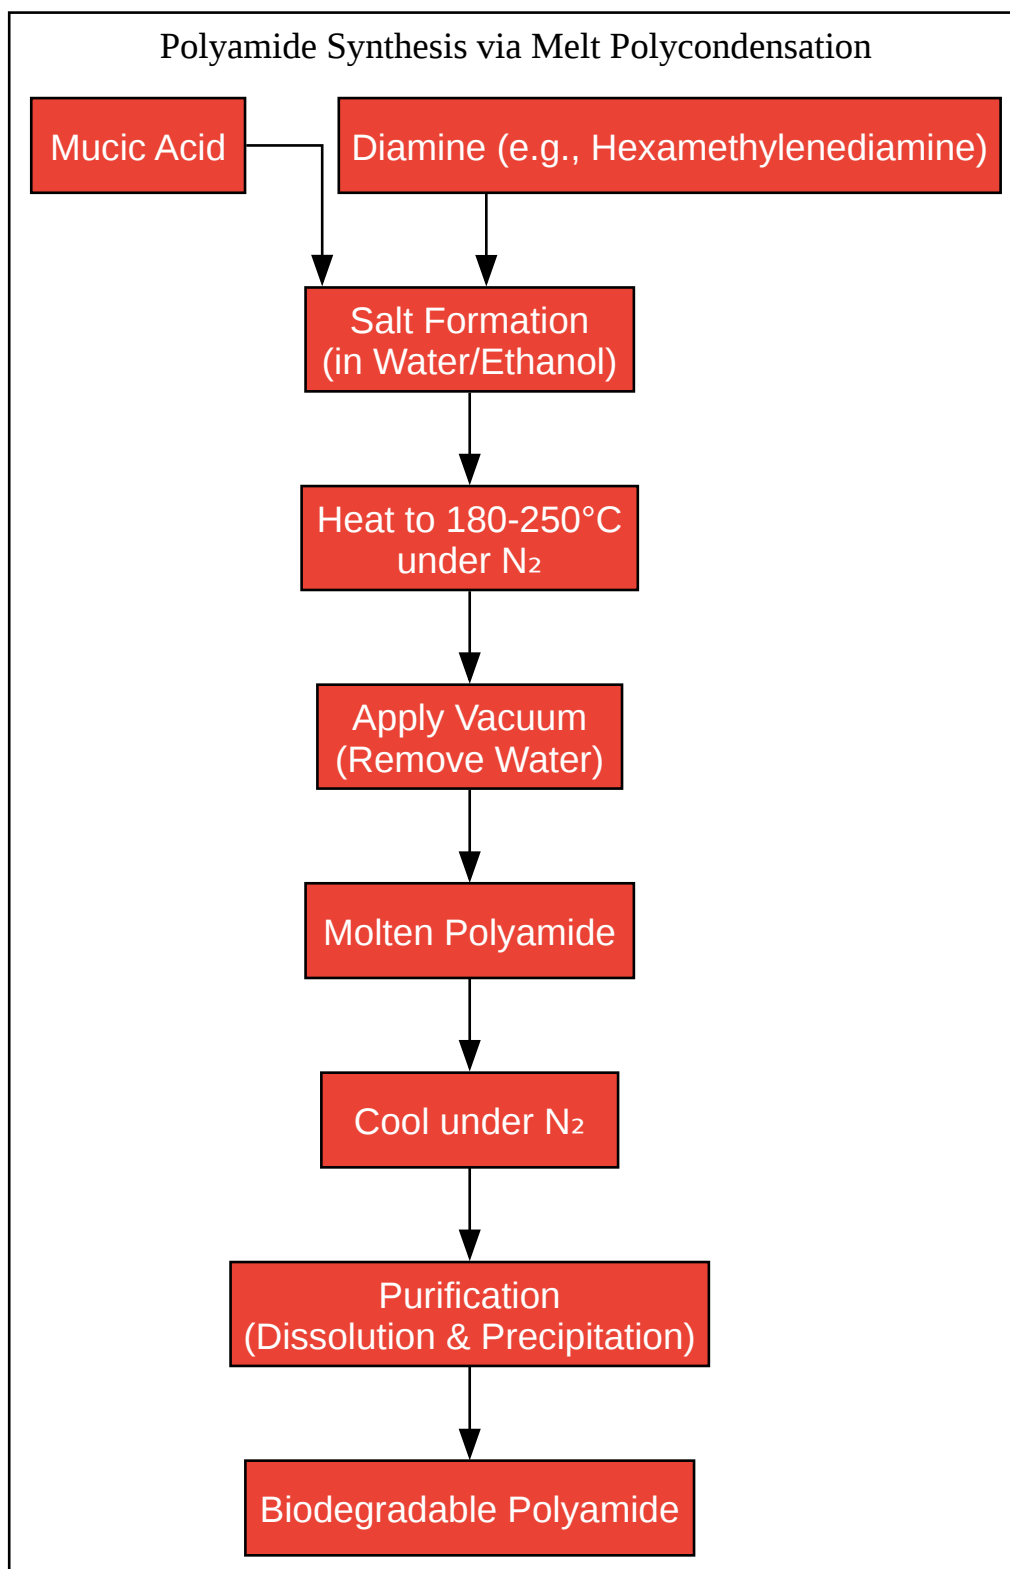 Polyamide Synthesis via Melt Polycondensation
Mucic Acid
Diamine (e.g., Hexamethylenediamine)
Salt Formation
(in Water/Ethanol)
Heat to 180-250°C
under N₂
Apply Vacuum
(Remove Water)
Molten Polyamide
Cool under N₂
Purification
(Dissolution & Precipitation)
Biodegradable Polyamide